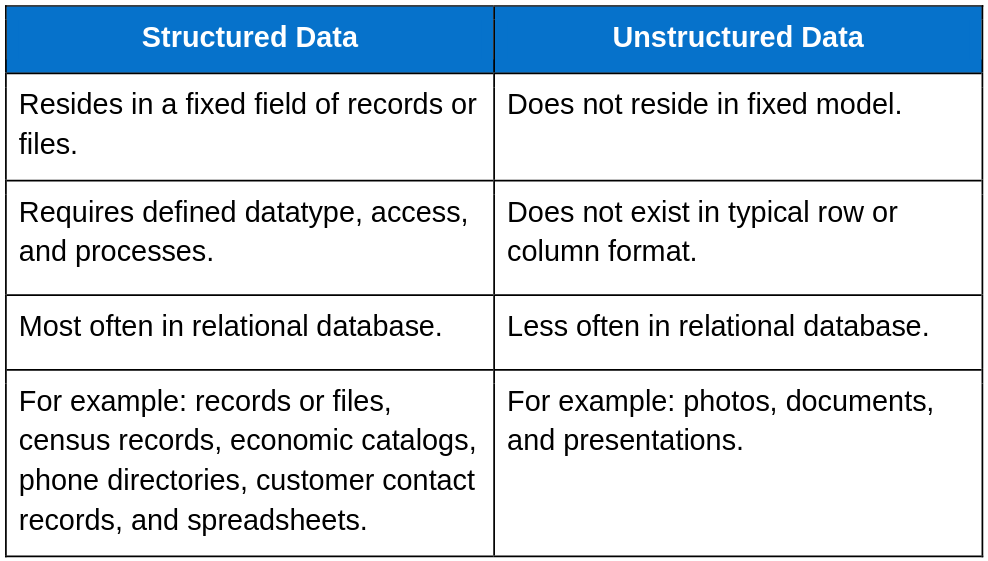 Structured Data
Unstructured Data
Resides in a fixed field of records or
files.
Does not reside in fixed model.
Requires defined datatype, access,
and processes.
Does not exist in typical row or
column format.
Most often in relational database.
Less often in relational database.
For example: records or files,
census records, economic catalogs,
phone directories, customer contact
records, and spreadsheets.
For example: photos, documents,
and presentations.